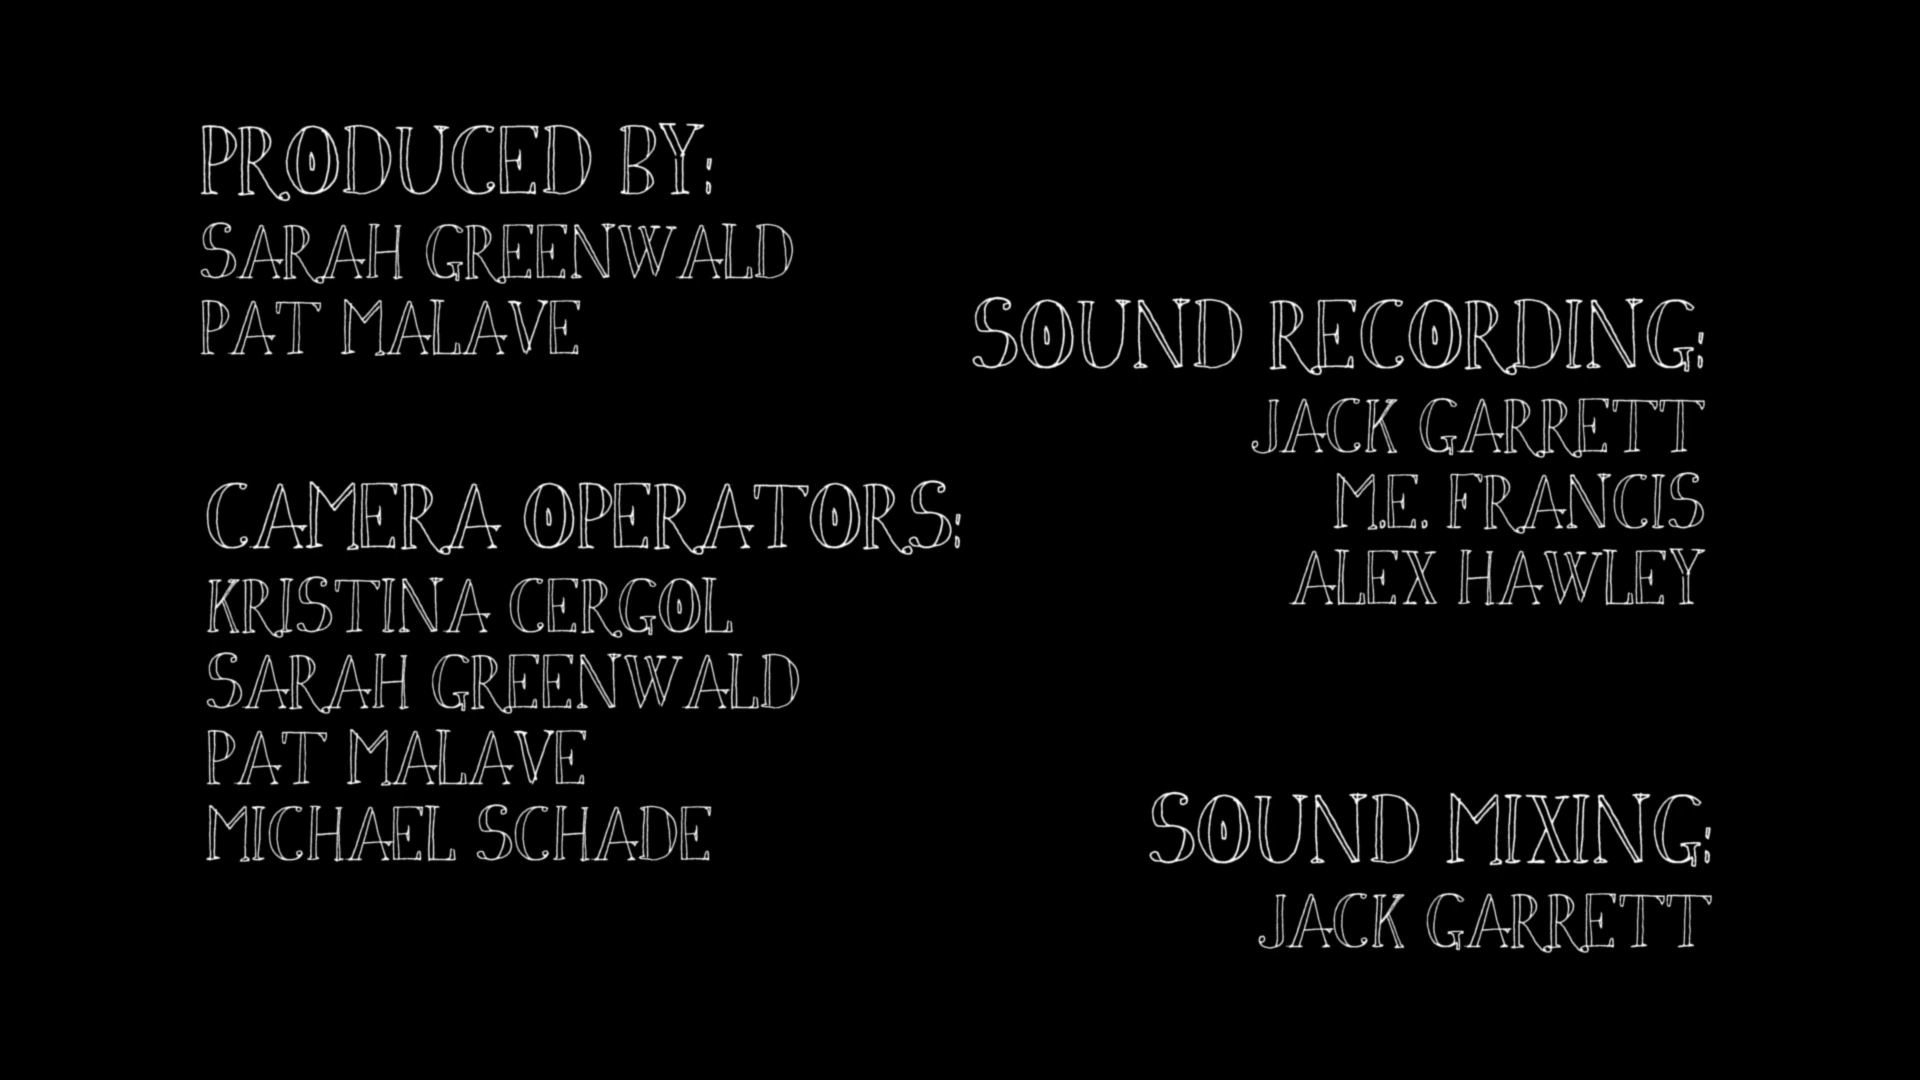 PRODUCED BY:
SARAH GREENWALD
PAT MALAVE
CAMERA OPERATORS:
KRISTINA CERGOL
SARAH GREENWALD
PAT MALAVE
MICHAEL SCHADE
SOUND RECORDING:
JACK GARRETT
M.E. FRANCIS
ALEX HAWLEY
SOUND MIXING:
JACK GARRETT